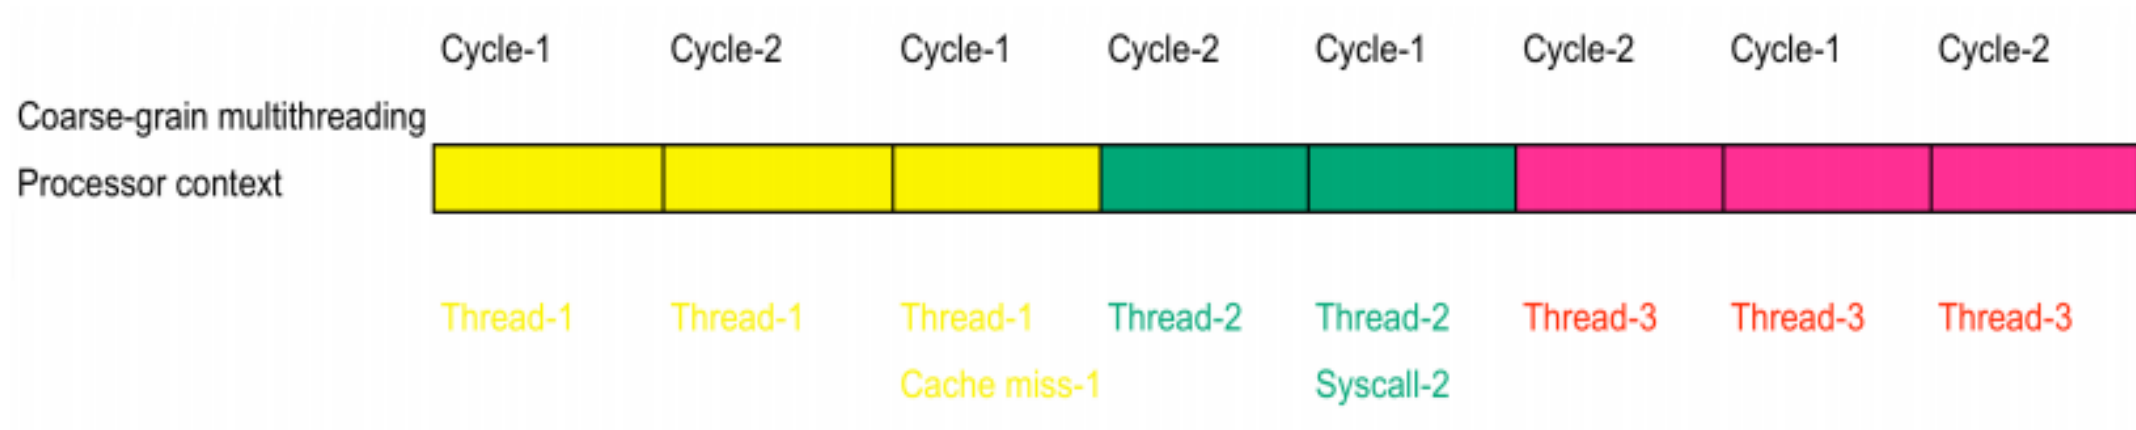 Cycle-1 Cycle-2 Cycle-1 Cycle-2 Cycle-1 Cycle-2 Cycle-1 Cycle-2
Coarse-grain multithreading
Processor context
Thread-1 Thread-1 Thread-1 Thread-2 Thread-2 Thread-3 Thread-3 Thread-3
Cache miss-1 Syscall-2